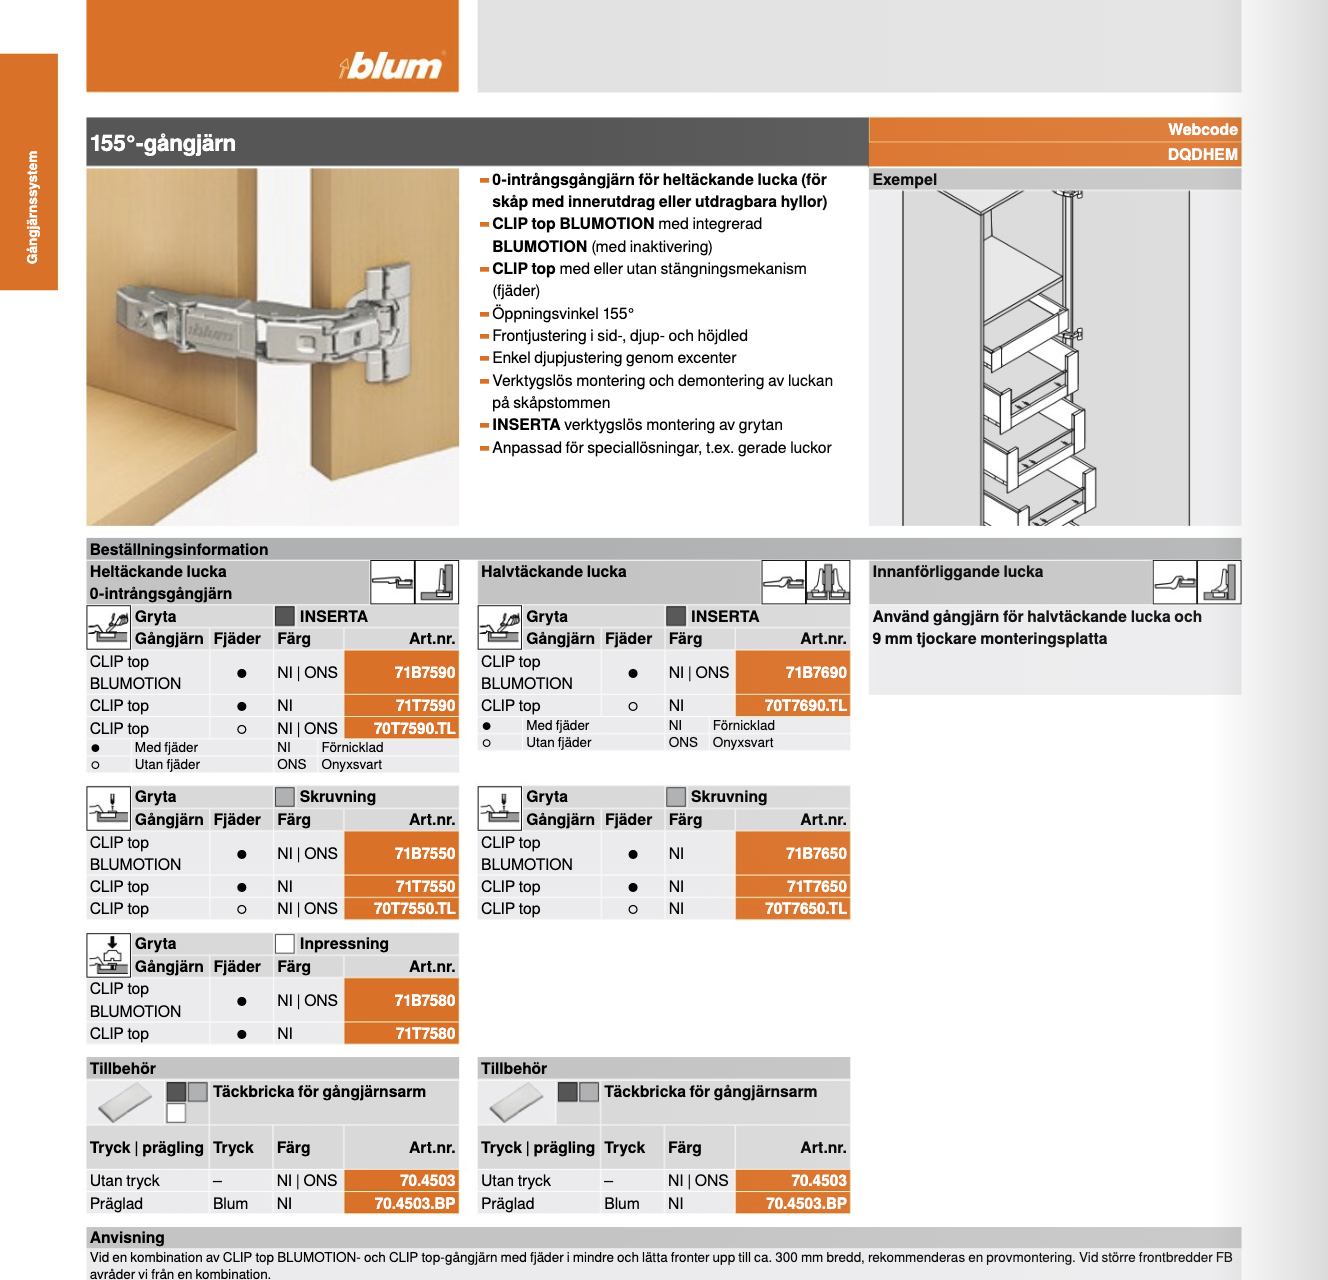 blum
Gångjärnssystem
155°-gångjärn
Webcode
DQDHEM
blum
0-intrångsgångjärn för heltäckande lucka (för
skåp med innerutdrag eller utdragbara hyllor)
CLIP top BLUMOTION med integrerad
BLUMOTION (med inaktivering)
CLIP top med eller utan stängningsmekanism
(fjäder)
Öppningsvinkel 155°
Frontjustering i sid-, djup- och höjdled
Enkel djupjustering genom excenter
Verktygslös montering och demontering av luckan
på skåpstommen
INSERTA verktygslös montering av grytan
Anpassad för speciallösningar, t.ex. gerade luckor
Exempel
Beställningsinformation
Heltäckande lucka
0-intrångsgångjärn
Gryta INSERTA
Gångjärn Fjäder Färg Art.nr.
CLIP top
BLUMOTION ● NI | ONS 71B7590
CLIP top ● NI 71T7590
CLIP top ○ NI | ONS 70T7590.TL
● Med fjäder NI Förnicklad
○ Utan fjäder ONS Onyxsvart
Gryta Skruvning
Gångjärn Fjäder Färg Art.nr.
CLIP top
BLUMOTION ● NI | ONS 71B7550
CLIP top ● NI 71T7550
CLIP top ○ NI | ONS 70T7550.TL
Gryta Inpressning
Gångjärn Fjäder Färg Art.nr.
CLIP top
BLUMOTION ● NI | ONS 71B7580
CLIP top ● NI 71T7580
Tillbehör
Täckbricka för gångjärnsarm
Tryck | prägling Tryck Färg Art.nr.
Utan tryck – NI | ONS 70.4503
Präglad Blum NI 70.4503.BP
Halvtäckande lucka
Gryta INSERTA
Gångjärn Fjäder Färg Art.nr.
CLIP top
BLUMOTION ● NI | ONS 71B7690
CLIP top ○ NI 70T7690.TL
● Med fjäder NI Förnicklad
○ Utan fjäder ONS Onyxsvart
Gryta Skruvning
Gångjärn Fjäder Färg Art.nr.
CLIP top
BLUMOTION ● NI 71B7650
CLIP top ● NI 71T7650
CLIP top ○ NI 70T7650.TL
Tillbehör
Täckbricka för gångjärnsarm
Tryck | prägling Tryck Färg Art.nr.
Utan tryck – NI | ONS 70.4503
Präglad Blum NI 70.4503.BP
Innanförliggande lucka
Använd gångjärn för halvtäckande lucka och
9 mm tjockare monteringsplatta
Anvisning
Vid en kombination av CLIP top BLUMOTION- och CLIP top-gångjärn med fjäder i mindre och lätta fronter upp till ca. 300 mm bredd, rekommenderas en provmontering. Vid större frontbredder FB
avråder vi från en kombination.